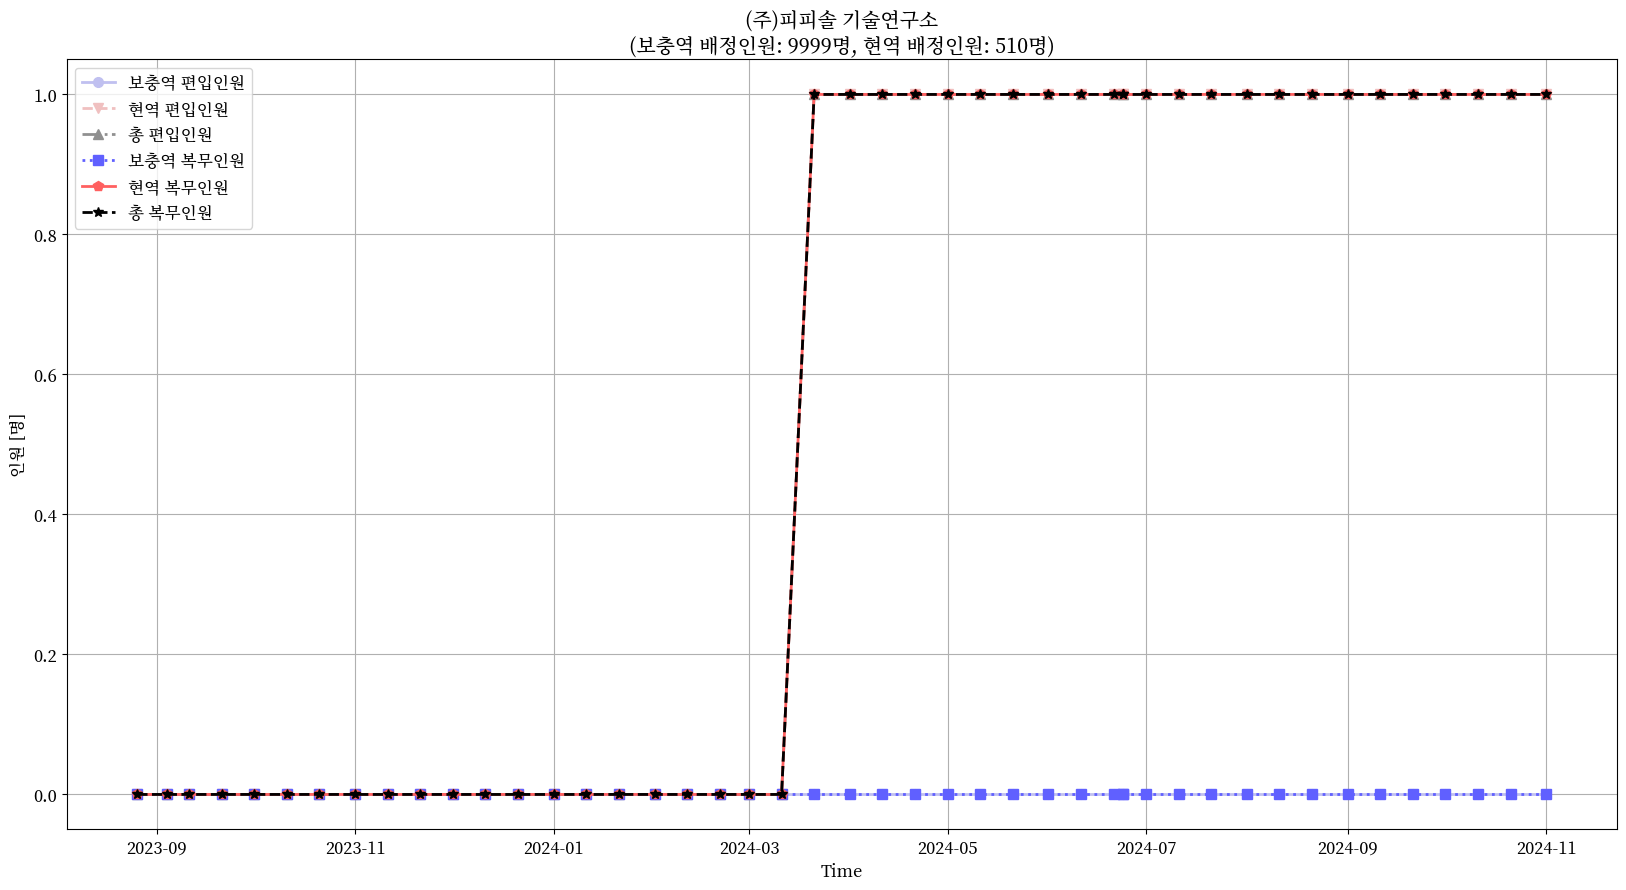 (주)피피솔 기술연구소
(보충역 배정인원: 9999명, 현역 배정인원: 510명)
보충역 편입인원
현역 편입인원
총 편입인원
보충역 복무인원
현역 복무인원
총 복무인원
1.0
0.8
0.6
0.4
0.2
0.0
인원 [명]
2023-09
2023-11
2024-01
2024-03
2024-05
2024-07
2024-09
2024-11
Time